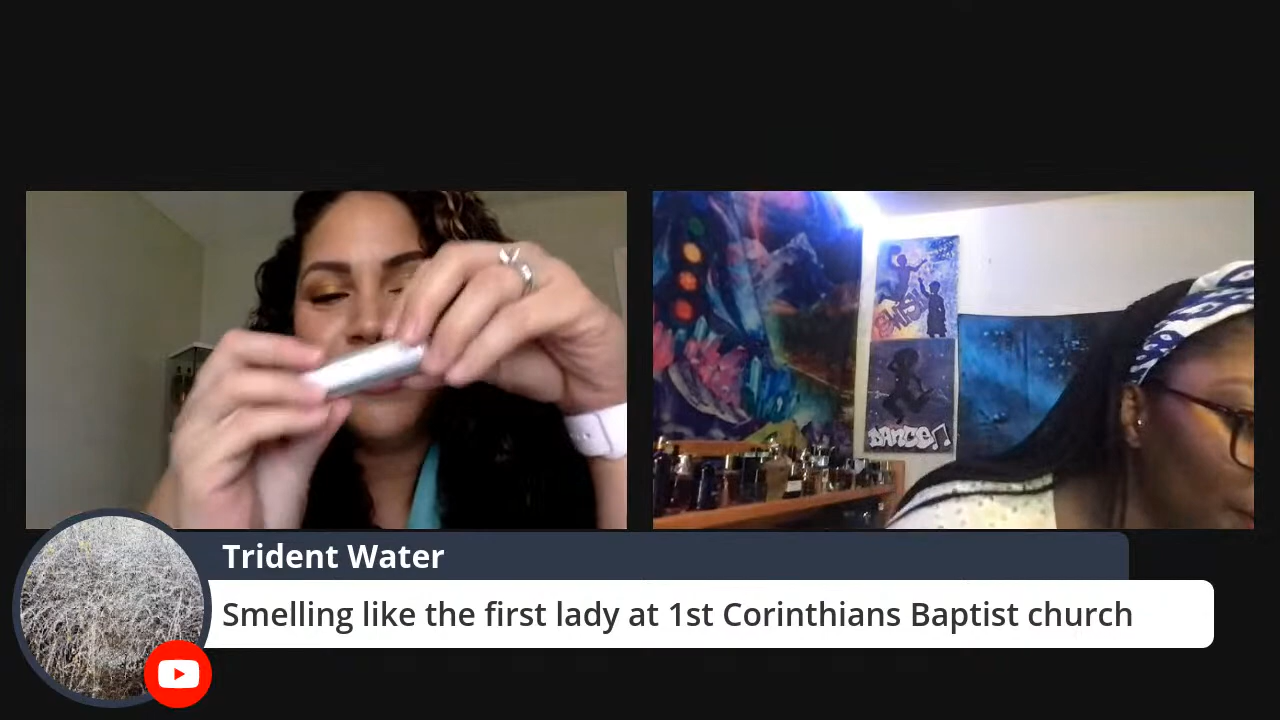 DANCE
Trident Water
Smelling like the first lady at 1st Corinthians Baptist church